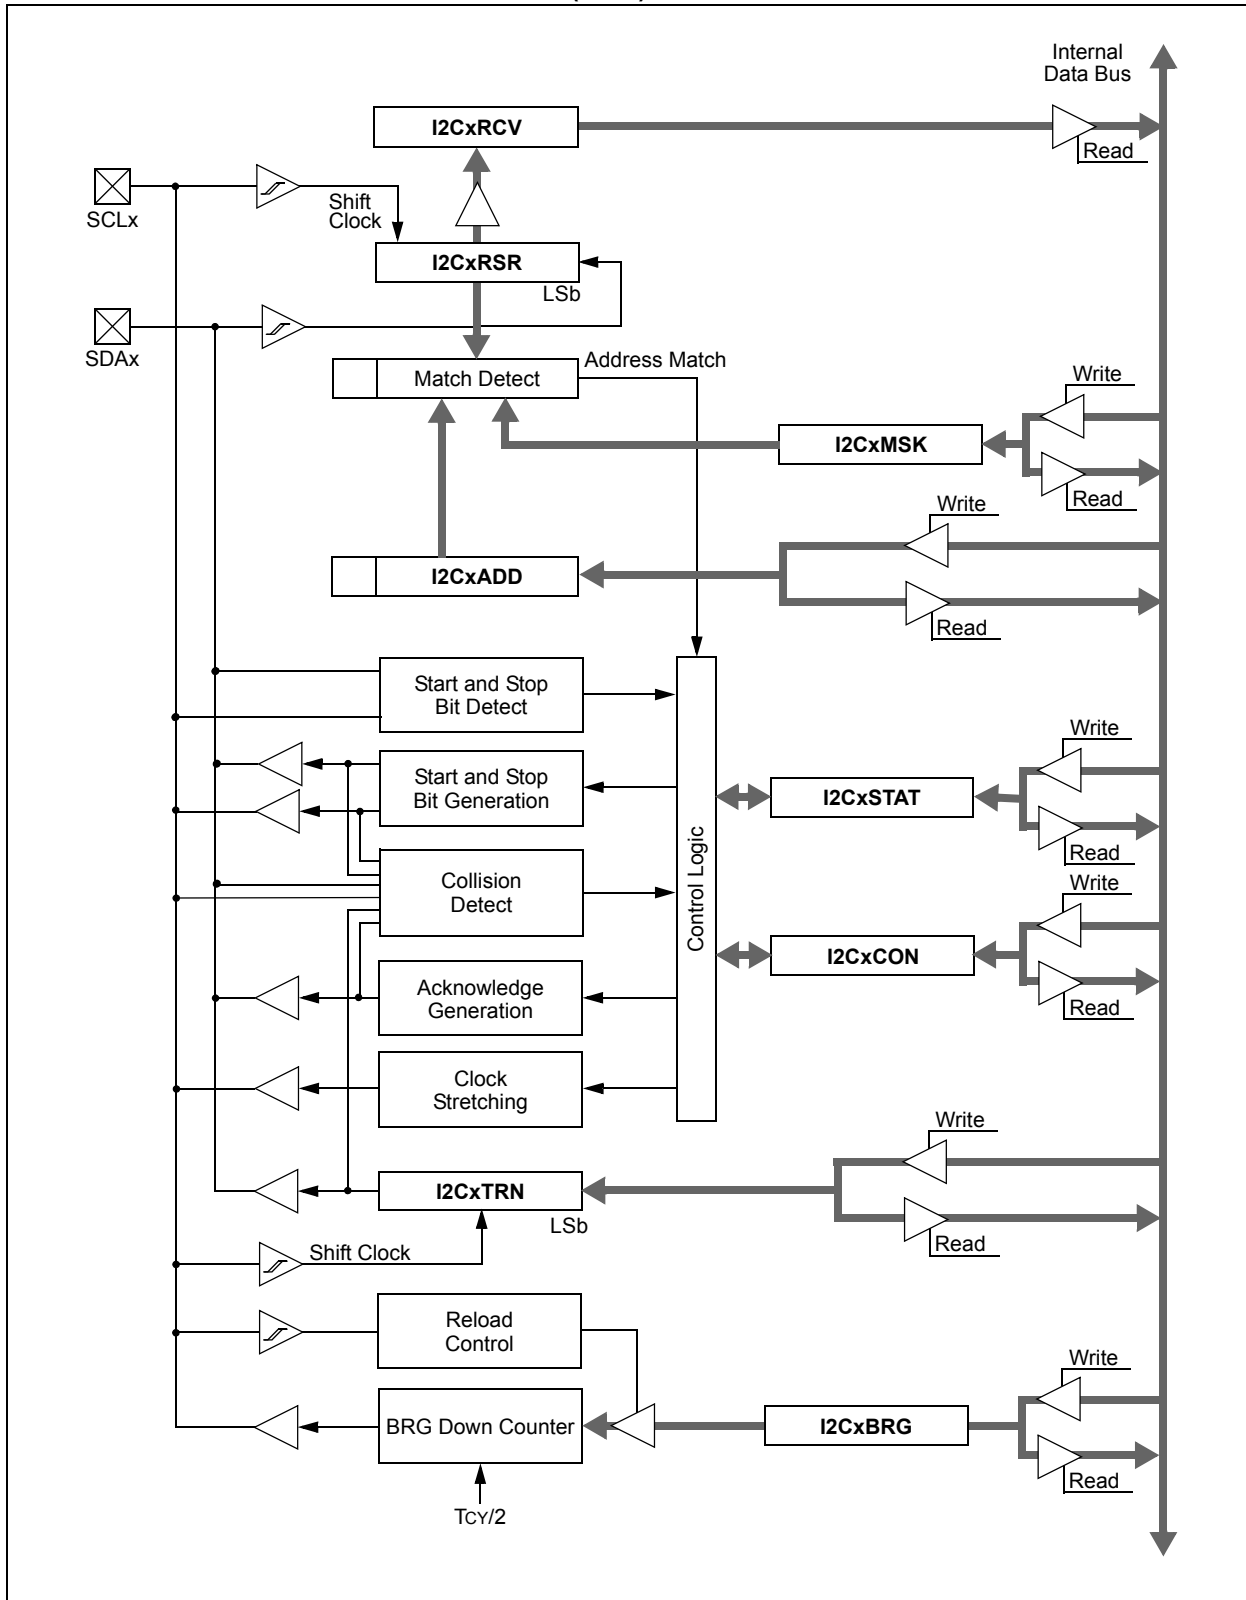 Internal
Data Bus
I2CxRCV
Read
SCLx
Shift
Clock
I2CxRSR
LSb
SDAx
Address Match
Match Detect
Write
I2CxMSK
Read
Write
I2CxADD
Read
Start and Stop
Bit Detect
Write
Start and Stop
Bit Generation
I2CxSTAT
Read
Control Logic
Collision
Detect
Write
I2CxCON
Read
Acknowledge
Generation
Clock
Stretching
Write
I2CxTRN
LSb
Read
Shift Clock
Reload
Control
Write
BRG Down Counter
I2CxBRG
Read
TCY/2